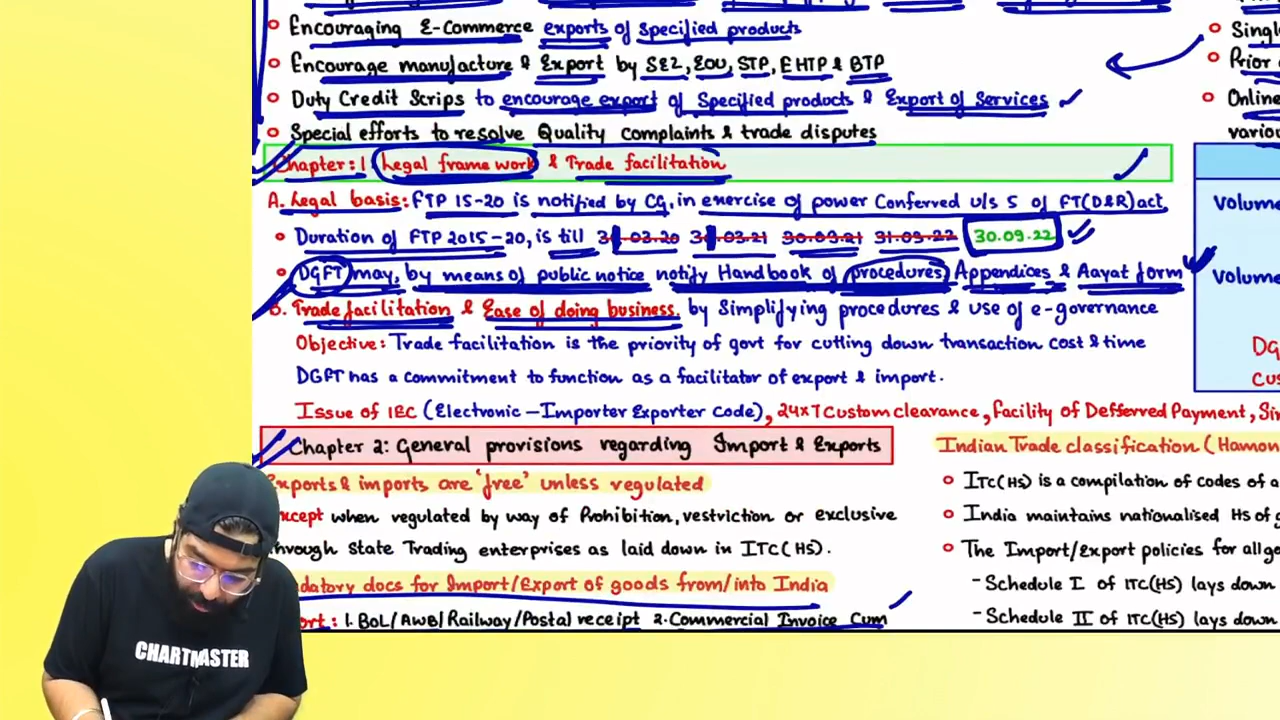 Encouraging E-Commerce exports of specified products
Encourage manufacture & Export by SEZ, EOU, STP, EHTP & BTP
Duty Credit Scrips to encourage export of Specified products & Export of Services
Special efforts to resolve Quality complaints & trade disputes
Chapter: 1 Legal frame work & Trade facilitation
A. Legal basis: FTP 15-20 is notified by CG, in exercise of power Conferred u/s 5 of FT(D&R) act
Duration of FTP 2015-20, is till 31.03.20 31.03.21 30.09.21 31.03.22 30.09.22
DGFT may, by means of public notice notify Handbook of procedures, Appendices & Aayat form
B. Trade facilitation & Ease of doing business, by Simplifying procedures & use of e-governance
Objective: Trade facilitation is the priority of govt for cutting down transaction cost & time
DGFT has a commitment to function as a facilitator of export & import.
Issue of IEC (Electronic-Importer Exporter Code), 24x7 Custom clearance, Facility of Defferred Payment, Sin
Chapter 2: General provisions regarding Import & Exports
Exports & imports are 'free' unless regulated
xcept when regulated by way of Prohibition, restriction or exclusive
hrough State Trading enterprises as laid down in ITC(HS).
datory docs for Import/Export of goods from/into India
ort: 1. BoL/AWB/Railway/Postal receipt 2. Commercial Invoice Cum
Indian Trade classification (Hamon
ITC(HS) is a compilation of codes of a
India maintains nationalised HS of g
The Import/Export policies for all go
- Schedule I of ITC(HS) lays down
- Schedule II of ITC(HS) lays down
Singl
Prior
Online
variou
Volume
Volume
DG
Cus
CHARTMASTER